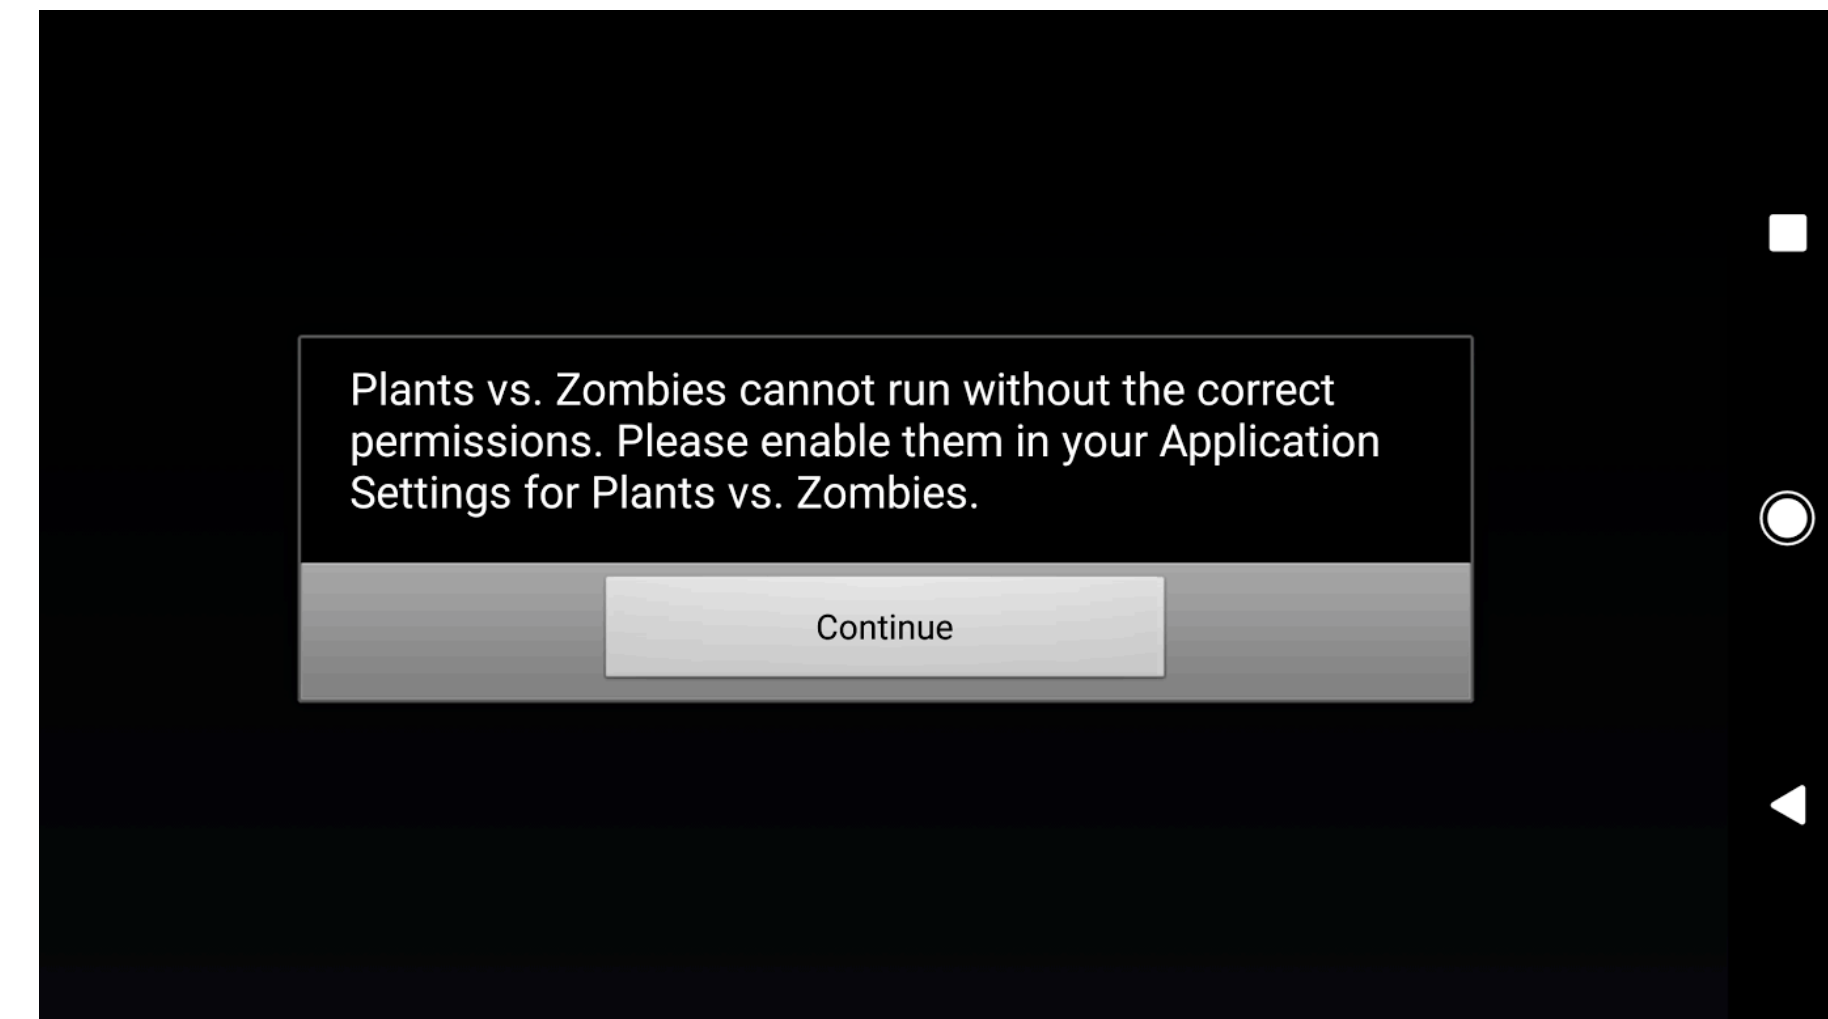 Plants vs. Zombies cannot run without the correct
permissions. Please enable them in your Application
Settings for Plants vs. Zombies.
Continue